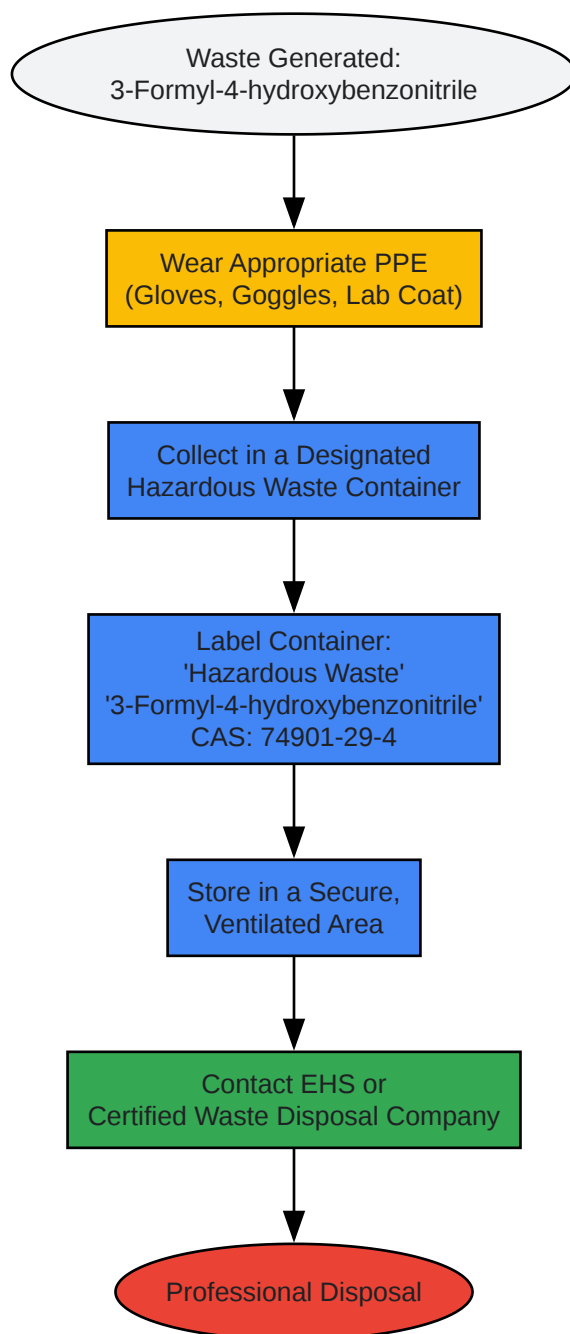 Waste Generated:
3-Formyl-4-hydroxybenzonitrile
Wear Appropriate PPE
(Gloves, Goggles, Lab Coat)
Collect in a Designated
Hazardous Waste Container
Label Container:
'Hazardous Waste'
'3-Formyl-4-hydroxybenzonitrile'
CAS: 74901-29-4
Store in a Secure,
Ventilated Area
Contact EHS or
Certified Waste Disposal Company
Professional Disposal